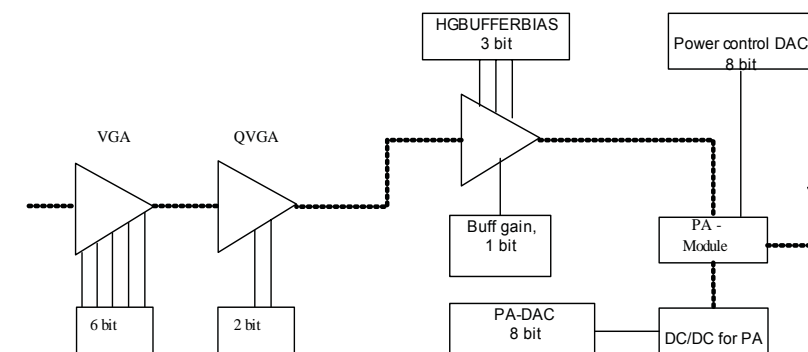 HGBUFFERBIAS
3 bit
Power control DAC
8 bit
VGA
QVGA
Buff gain,
1 bit
PA -
Module
6 bit
2 bit
PA-DAC
8 bit
DC/DC for PA